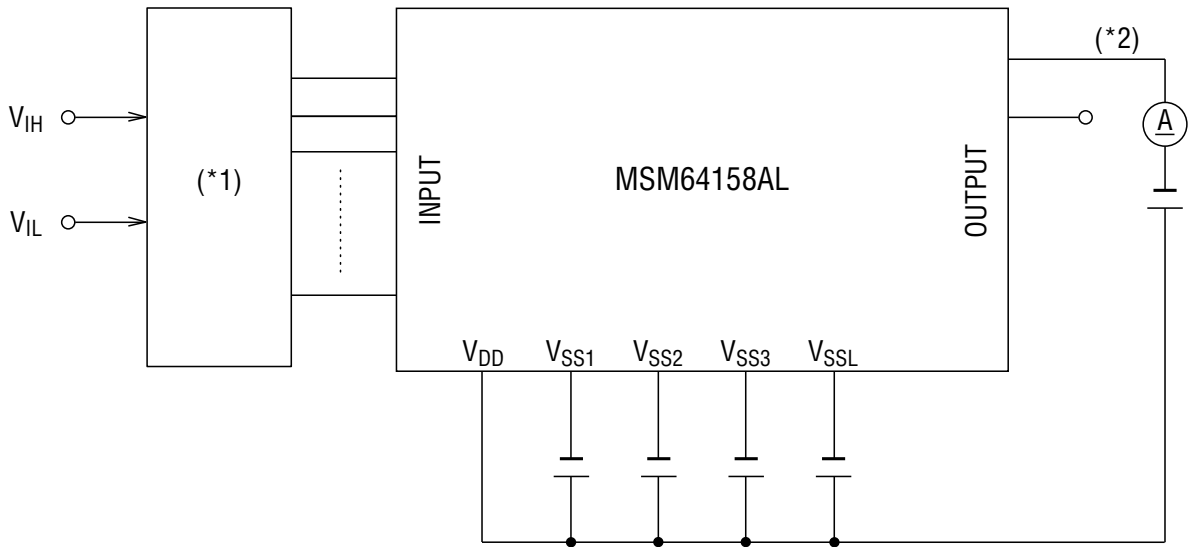 (*2)
V_IH
A
(*1)
INPUT
MSM64158AL
OUTPUT
V_IL
V_DD V_SS1 V_SS2 V_SS3 V_SSL